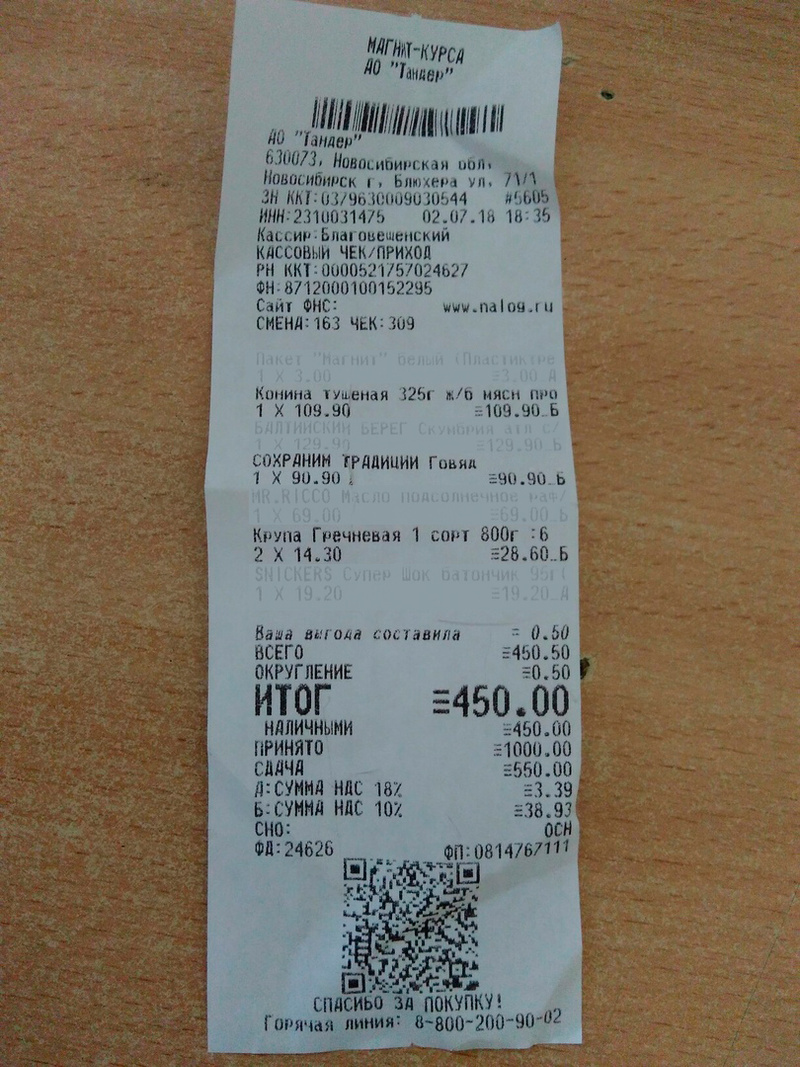 МАГНИТ-КУРСА
АО "Тандер"
АО "Тандер"
630073, Новосибирская обл,
Новосибирск г, Блюхера ул, 71/1
ЗН ККТ:0379630009030544 #5605
ИНН:2310031475 02.07.18 18:35
Кассир:Благовещенский
КАССОВЫЙ ЧЕК/ПРИХОД
РН ККТ:0000521757024627
ФН:8712000100152295
Сайт ФНС: www.nalog.ru
СМЕНА:163 ЧЕК:309
Пакет "Магнит" белый (Пластик:ре
1 X 3.00 ≡3.00_А
Конина тушеная 325г ж/б мясн про
1 X 109.90 ≡109.90_Б
БАЛТИЙСКИЙ БЕРЕГ Скумбрия атл с/
1 X 129.90 ≡129.90_Б
СОХРАНИМ ТРАДИЦИИ Говяд
1 X 90.90 ≡90.90_Б
MR.RICCO Масло подсолнечное раф/
1 X 69.00 ≡69.00_Б
Крупа Гречневая 1 сорт 800г :6
2 X 14.30 ≡28.60_Б
SNICKERS Супер Шок батончик 95г(
1 X 19.20 ≡19.20_А
Ваша выгода составила = 0.50
ВСЕГО ≡450.50
ОКРУГЛЕНИЕ ≡0.50
ИТОГ ≡450.00
НАЛИЧНЫМИ ≡450.00
ПРИНЯТО ≡1000.00
СДАЧА ≡550.00
А:СУММА НДС 18% ≡3.39
Б:СУММА НДС 10% ≡38.93
СНО: ОСН
ФД:24626 ФП:0814767111
СПАСИБО ЗА ПОКУПКУ!
Горячая линия: 8-800-200-90-02